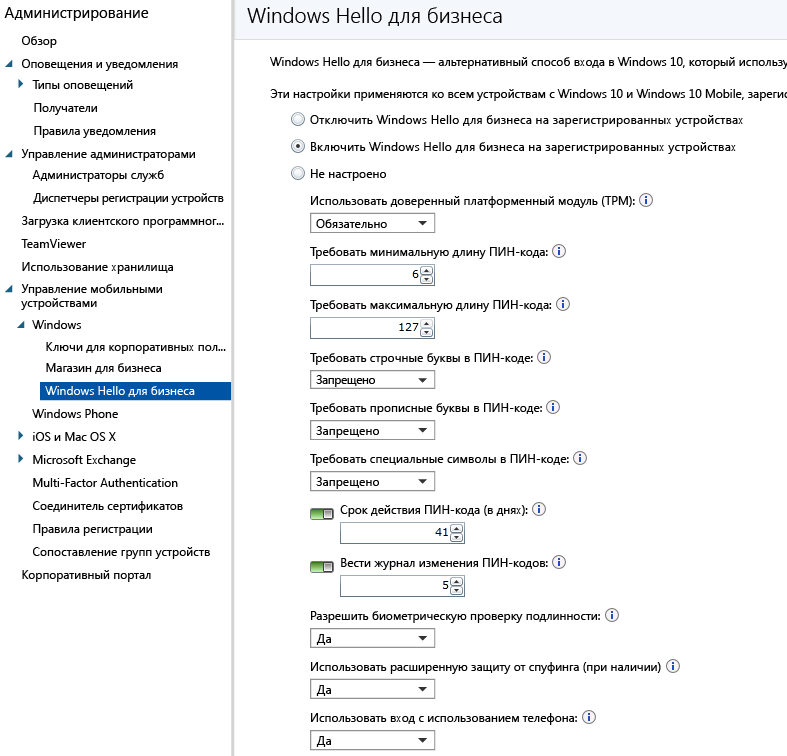 Администрирование
Обзор
Оповещения и уведомления
Типы оповещений
Получатели
Правила уведомления
Управление администраторами
Администраторы служб
Диспетчеры регистрации устройств
Загрузка клиентского программног...
TeamViewer
Использование хранилища
Управление мобильными
устройствами
Windows
Ключи для корпоративных пол...
Магазин для бизнеса
Windows Hello для бизнеса
Windows Phone
iOS и Mac OS X
Microsoft Exchange
Multi-Factor Authentication
Соединитель сертификатов
Правила регистрации
Сопоставление групп устройств
Корпоративный портал
Windows Hello для бизнеса
Windows Hello для бизнеса — альтернативный способ входа в Windows 10, который использу
Эти настройки применяются ко всем устройствам с Windows 10 и Windows 10 Mobile, зареги
Отключить Windows Hello для бизнеса на зарегистрированных устройствах
Включить Windows Hello для бизнеса на зарегистрированных устройствах
Не настроено
Использовать доверенный платформенный модуль (TPM):
Обязательно
Требовать минимальную длину ПИН-кода:
6
Требовать максимальную длину ПИН-кода:
127
Требовать строчные буквы в ПИН-коде:
Запрещено
Требовать прописные буквы в ПИН-коде:
Запрещено
Требовать специальные символы в ПИН-коде:
Запрещено
Срок действия ПИН-кода (в днях):
41
Вести журнал изменения ПИН-кодов:
5
Разрешить биометрическую проверку подлинности:
Да
Использовать расширенную защиту от спуфинга (при наличии)
Да
Использовать вход с использованием телефона:
Да